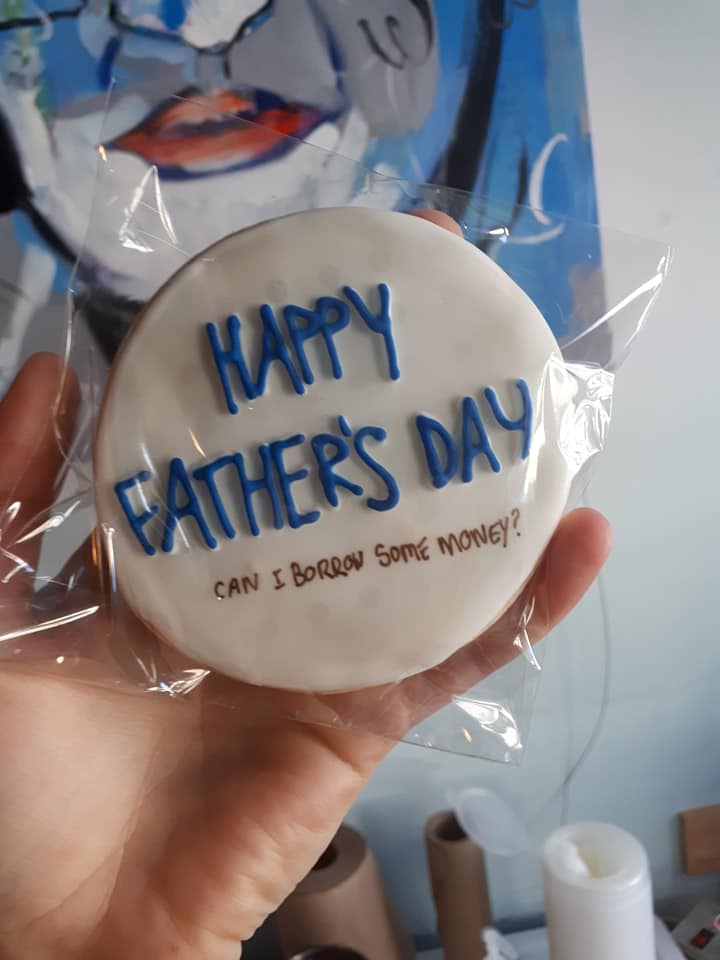 HAPPY
FATHER'S DAY
CAN I BORROW SOME MONEY?